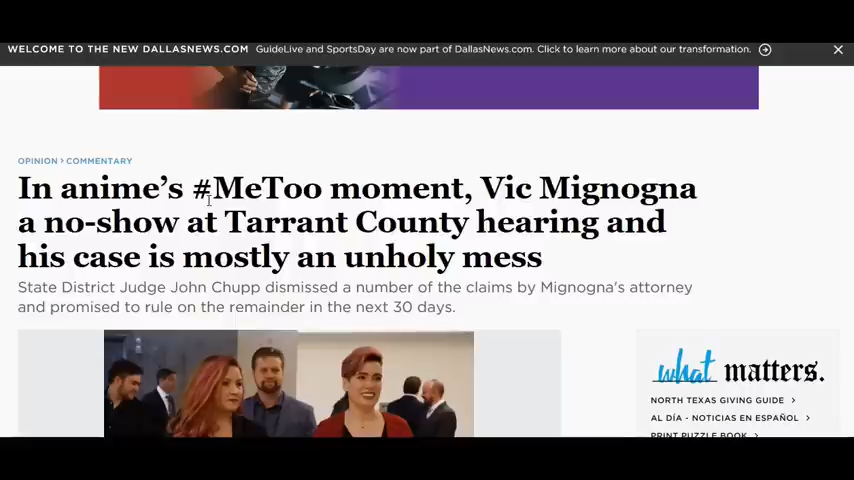 WELCOME TO THE NEW DALLASNEWS.COM GuideLive and SportsDay are now part of DallasNews.com. Click to learn more about our transformation.
OPINION > COMMENTARY
In anime's #MeToo moment, Vic Mignogna
a no-show at Tarrant County hearing and
his case is mostly an unholy mess
State District Judge John Chupp dismissed a number of the claims by Mignogna's attorney
and promised to rule on the remainder in the next 30 days.
what matters.
NORTH TEXAS GIVING GUIDE >
AL DÍA - NOTICIAS EN ESPAÑOL >
PRINT PUZZLE BOOK >